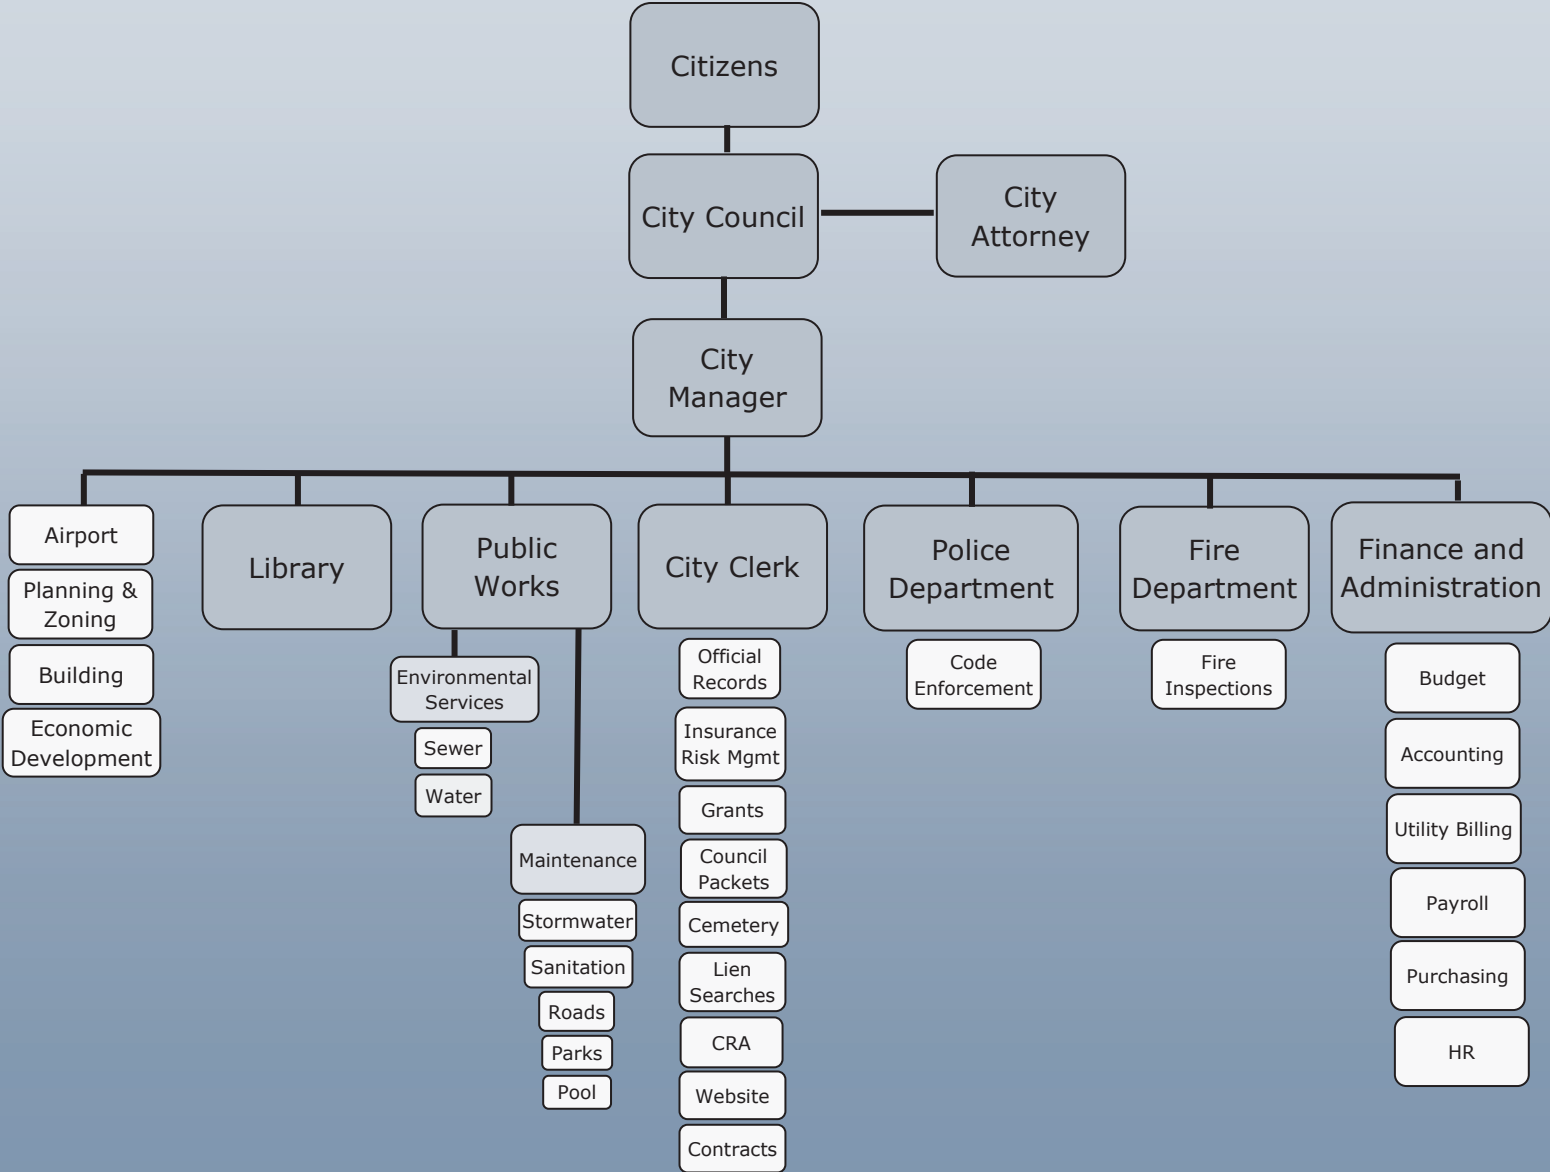 Citizens
City Council
City
Attorney
City
Manager
Airport
Planning &
Zoning
Building
Economic
Development
Library
Public
Works
Environmental
Services
Sewer
Water
Maintenance
Stormwater
Sanitation
Roads
Parks
Pool
City Clerk
Official
Records
Insurance
Risk Mgmt
Grants
Council
Packets
Cemetery
Lien
Searches
CRA
Website
Contracts
Police
Department
Code
Enforcement
Fire
Department
Fire
Inspections
Finance and
Administration
Budget
Accounting
Utility Billing
Payroll
Purchasing
HR